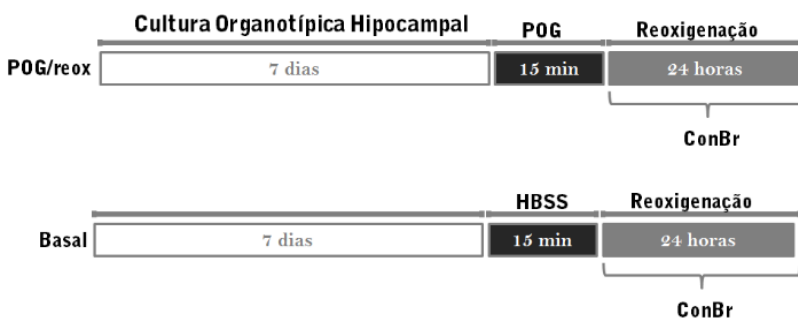 Cultura Organotípica Hipocampal POG Reoxigenação
POG/reox 7 dias 15 min 24 horas
ConBr
HBSS Reoxigenação
Basal 7 dias 15 min 24 horas
ConBr